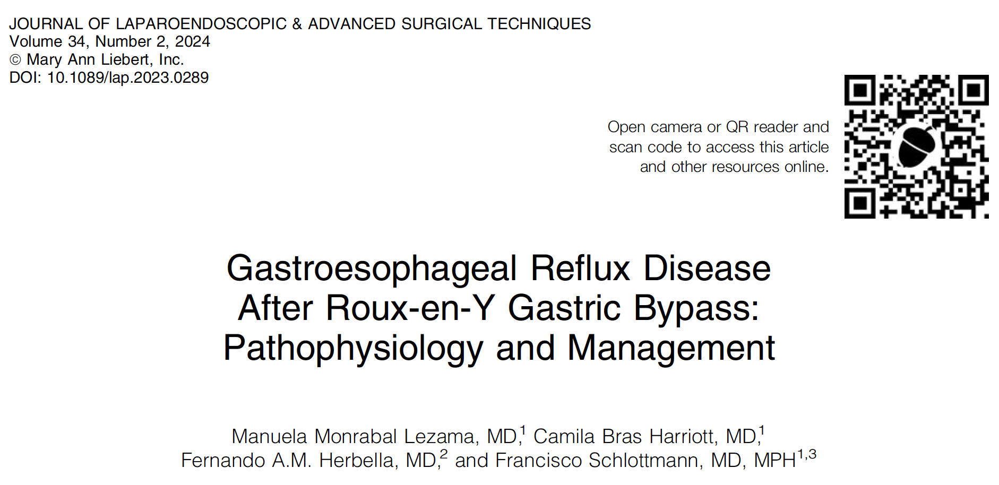 JOURNAL OF LAPAROENDOSCOPIC & ADVANCED SURGICAL TECHNIQUES
Volume 34, Number 2, 2024
© Mary Ann Liebert, Inc.
DOI: 10.1089/lap.2023.0289
Open camera or QR reader and
scan code to access this article
and other resources online.
Gastroesophageal Reflux Disease
After Roux-en-Y Gastric Bypass:
Pathophysiology and Management
Manuela Monrabal Lezama, MD,1 Camila Bras Harriott, MD,1
Fernando A.M. Herbella, MD,2 and Francisco Schlottmann, MD, MPH1,3